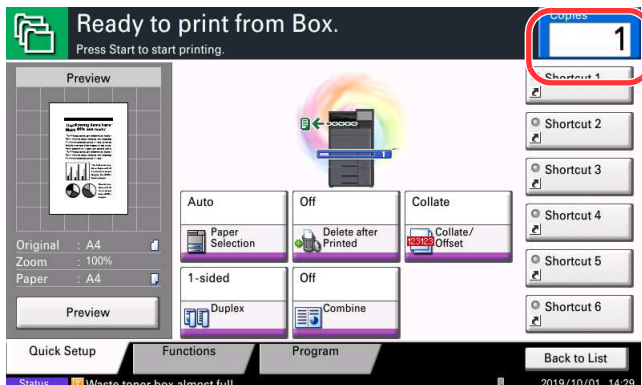 Ready to print from Box.
Press Start to start printing.
Copies
1
Preview
Original : A4
Zoom : 100%
Paper : A4
Preview
1
Auto
Paper
Selection
Off
Delete after
Printed
Collate
123123
Collate/
Offset
1-sided
Duplex
Off
Combine
Shortcut 1
Shortcut 2
Shortcut 3
Shortcut 4
Shortcut 5
Shortcut 6
Quick Setup
Functions
Program
Back to List
Status
Waste toner box almost full.
2019/10/01 14:29